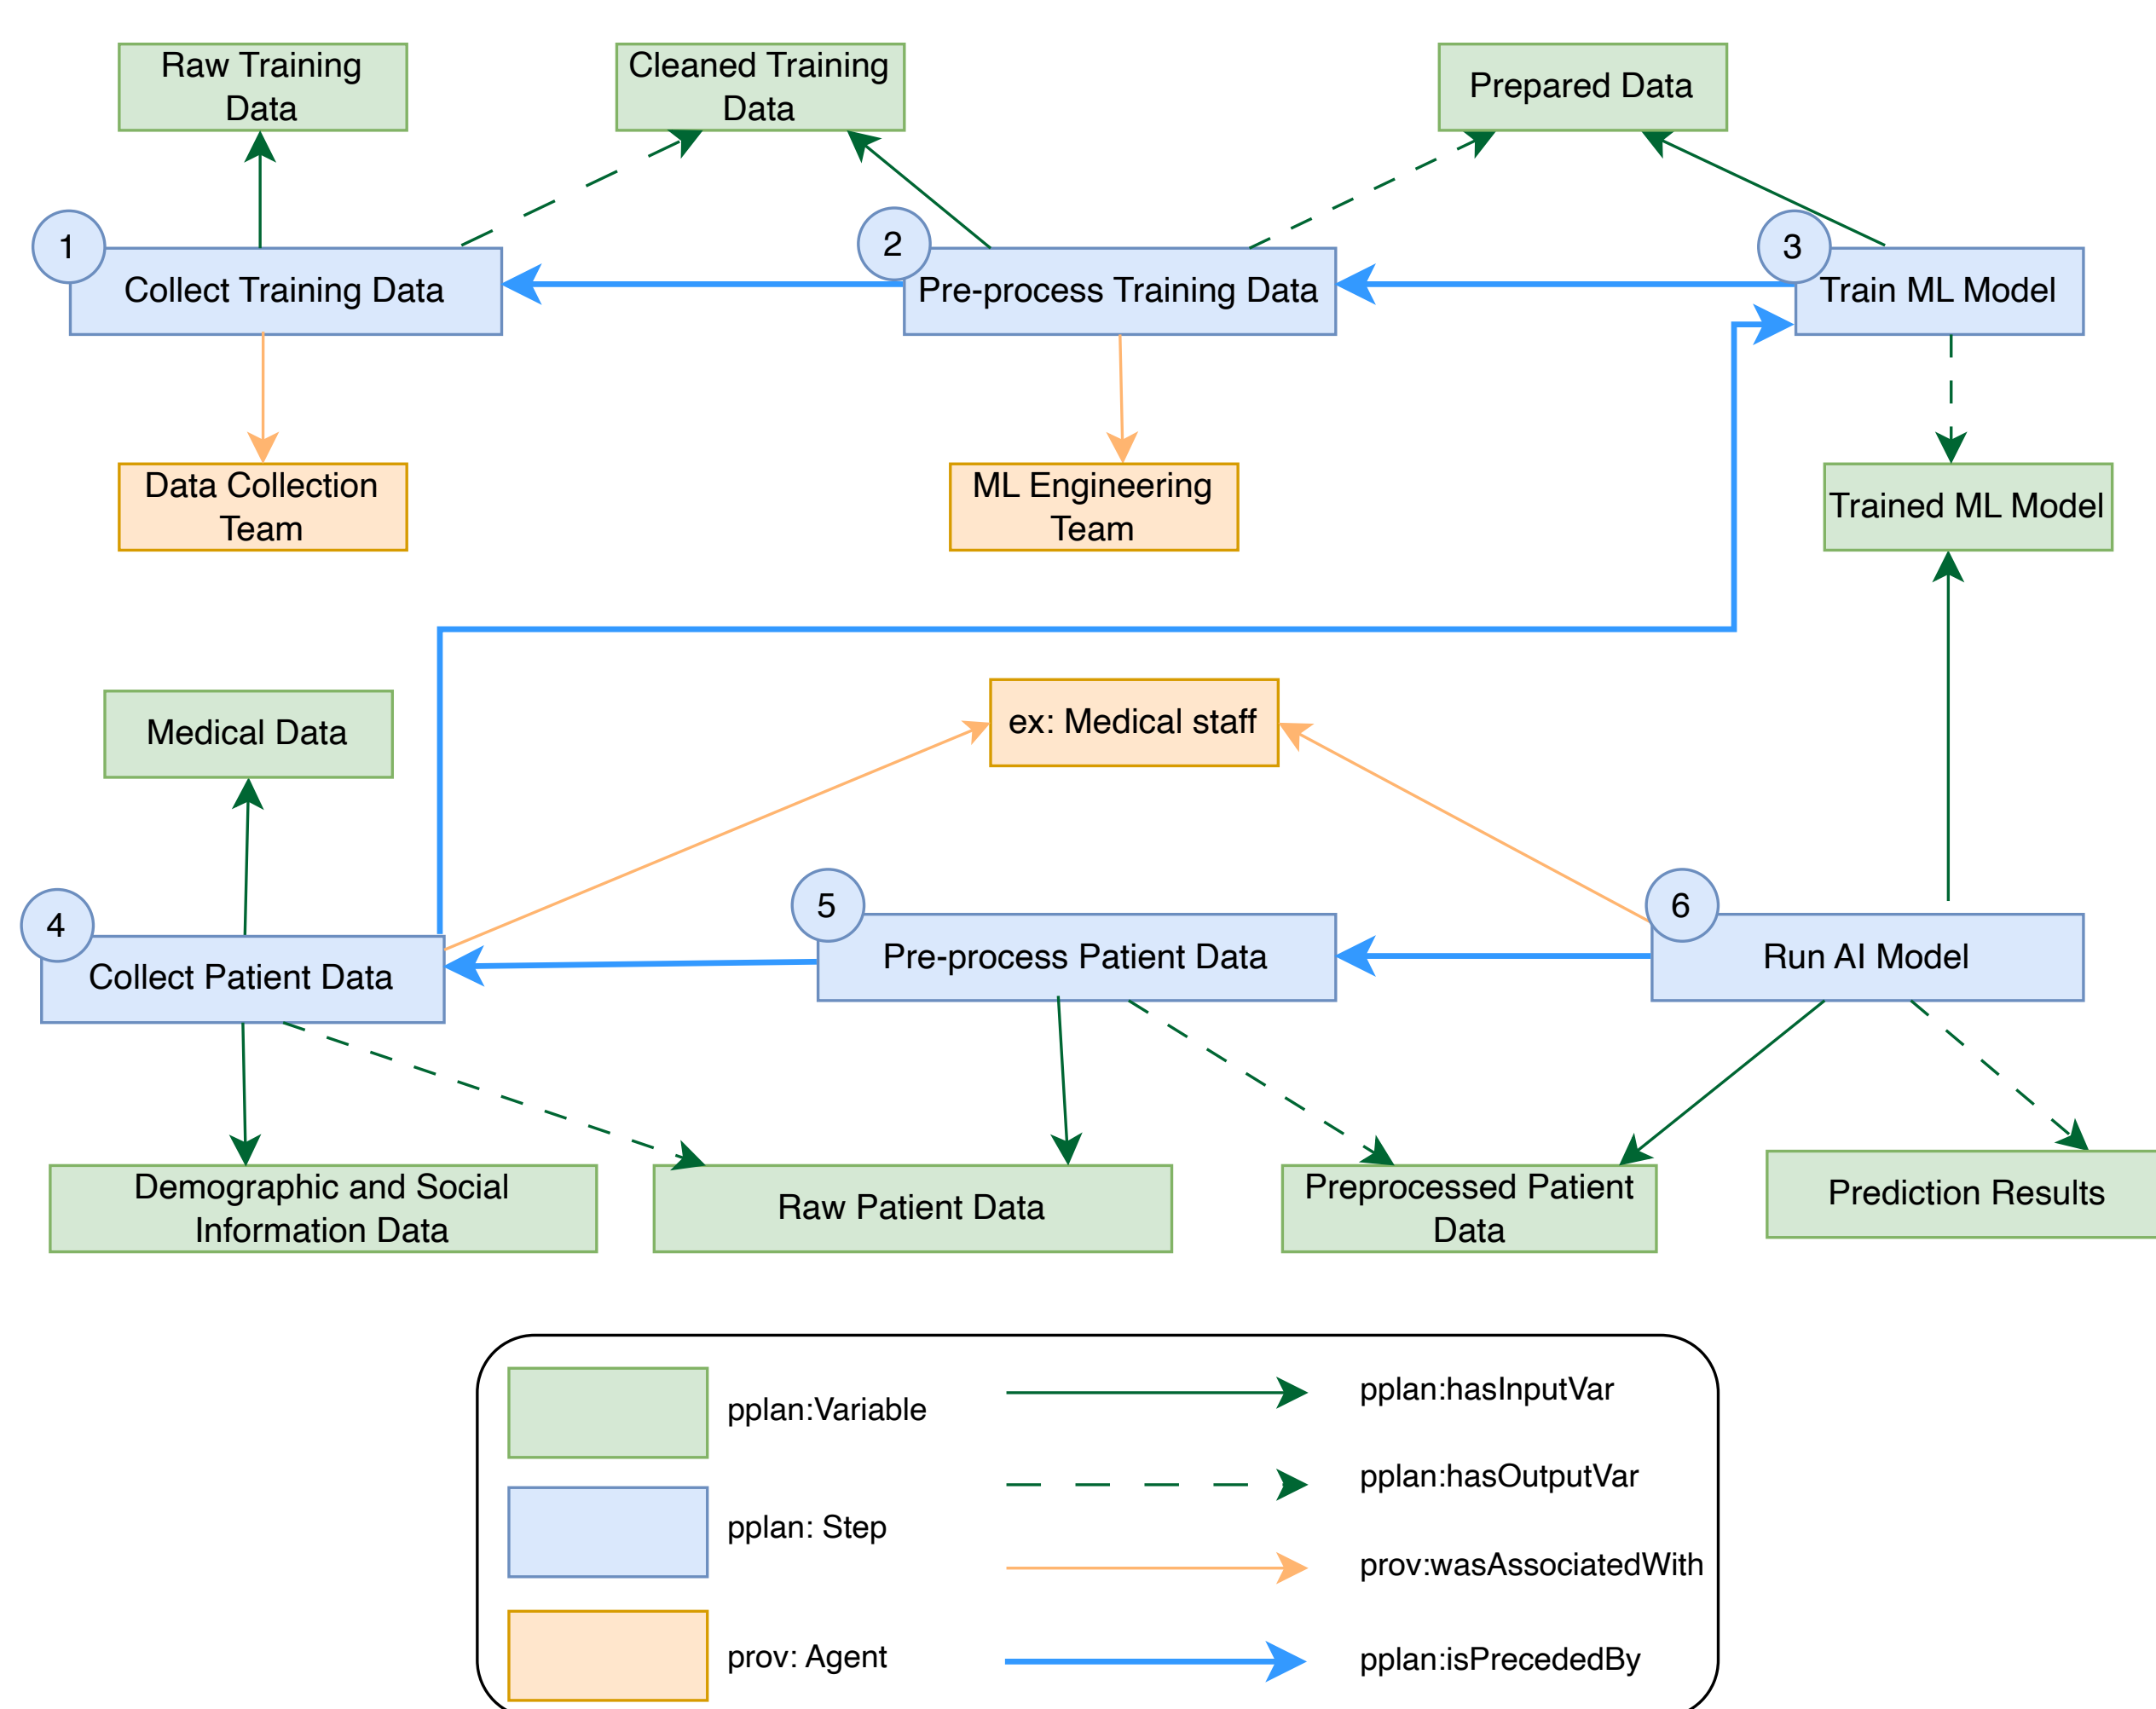 Raw Training
Data
Cleaned Training
Data
Prepared Data
1
Collect Training Data
2
Pre-process Training Data
3
Train ML Model
Data Collection
Team
ML Engineering
Team
Trained ML Model
Medical Data
ex: Medical staff
4
Collect Patient Data
5
Pre-process Patient Data
6
Run AI Model
Demographic and Social
Information Data
Raw Patient Data
Preprocessed Patient
Data
Prediction Results
pplan:Variable
pplan: Step
prov: Agent
pplan:hasInputVar
pplan:hasOutputVar
prov:wasAssociatedWith
pplan:isPrecededBy